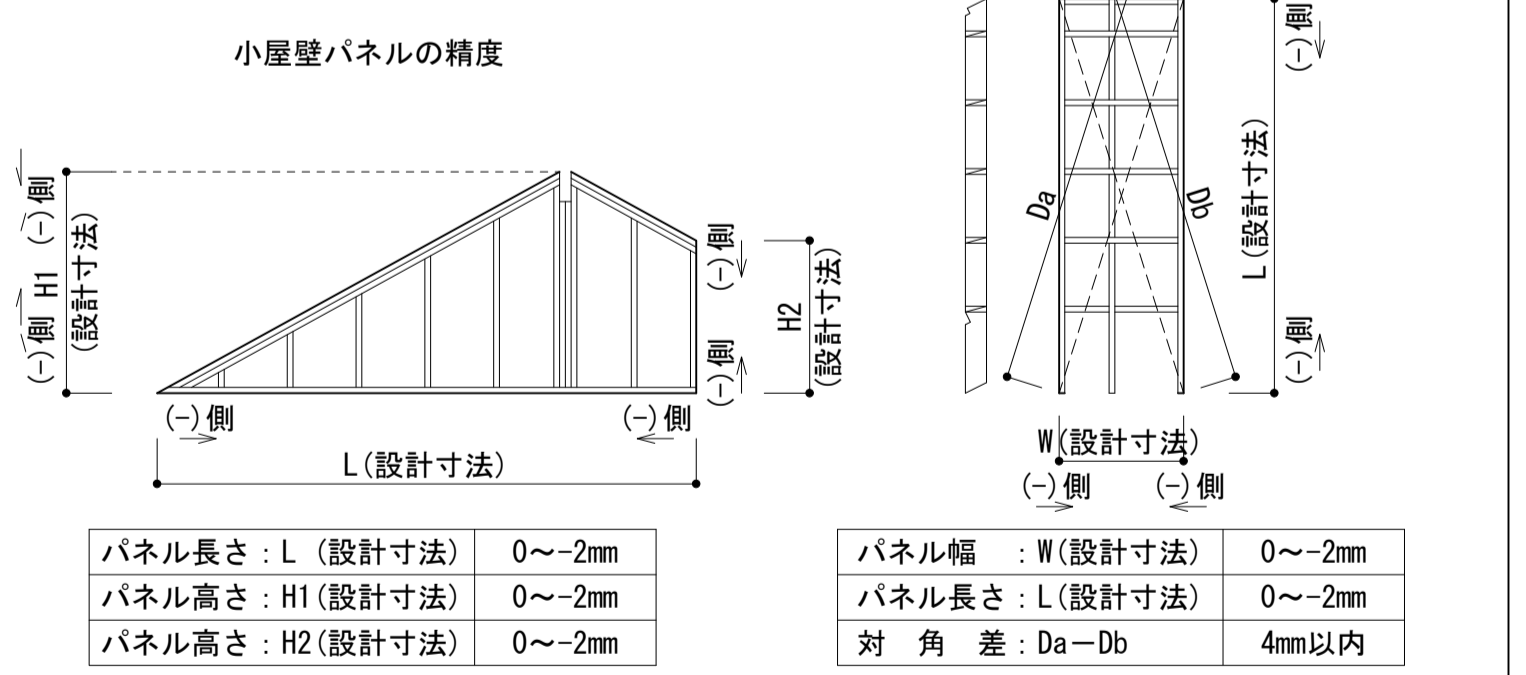 小屋壁パネルの精度
(-)側
H1
(設計寸法)
(-)側
(-)側
(-)側
H2
(設計寸法)
(-)側
(-)側
L(設計寸法)
パネル長さ：L (設計寸法) 0～-2mm
パネル高さ：H1(設計寸法) 0～-2mm
パネル高さ：H2(設計寸法) 0～-2mm
(-)側
Da
Db
L(設計寸法)
(-)側
W(設計寸法)
(-)側
(-)側
パネル幅　：W(設計寸法) 0～-2mm
パネル長さ：L(設計寸法) 0～-2mm
対　角　差：Da－Db 4mm以内